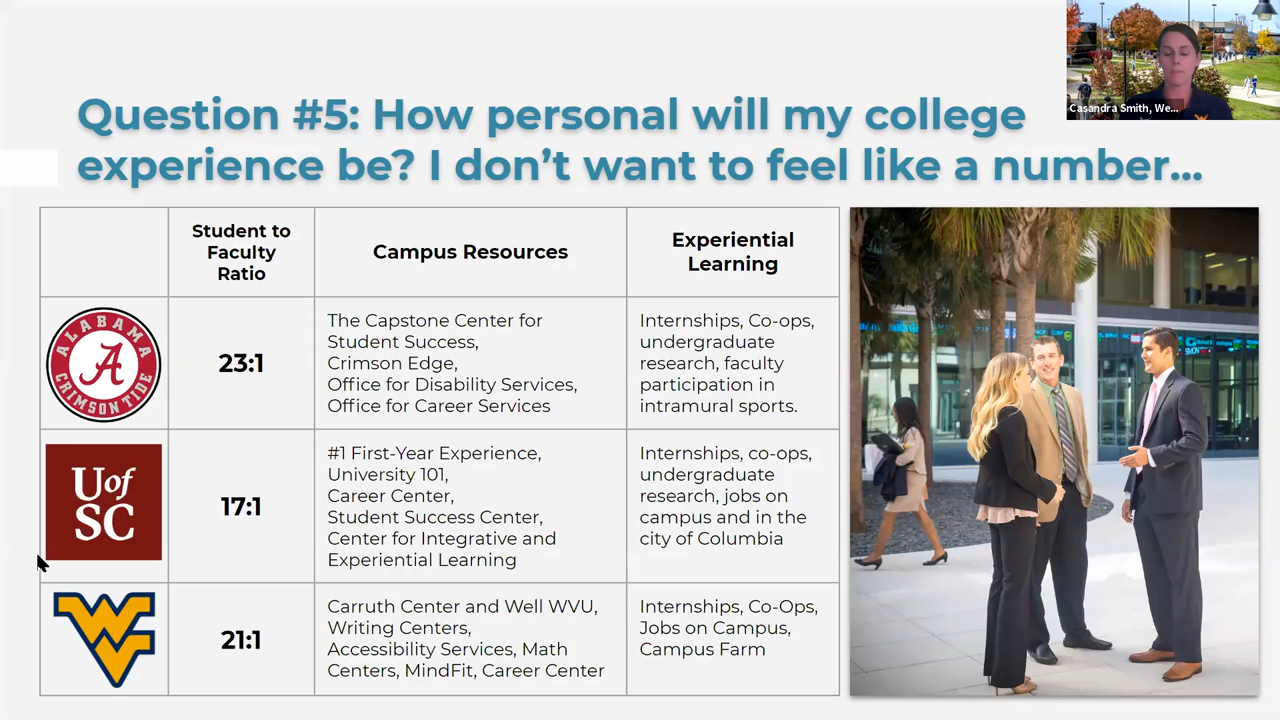 Casandra Smith, We...
Question #5: How personal will my college
experience be? I don’t want to feel like a number...
Student to
Faculty
Ratio
Campus Resources
Experiential
Learning
ALABAMA
A
CRIMSON TIDE
23:1
The Capstone Center for
Student Success,
Crimson Edge,
Office for Disability Services,
Office for Career Services
Internships, Co-ops,
undergraduate
research, faculty
participation in
intramural sports.
U of
SC
17:1
#1 First-Year Experience,
University 101,
Career Center,
Student Success Center,
Center for Integrative and
Experiential Learning
Internships, co-ops,
undergraduate
research, jobs on
campus and in the
city of Columbia
WV
21:1
Carruth Center and Well WVU,
Writing Centers,
Accessibility Services, Math
Centers, MindFit, Career Center
Internships, Co-Ops,
Jobs on Campus,
Campus Farm